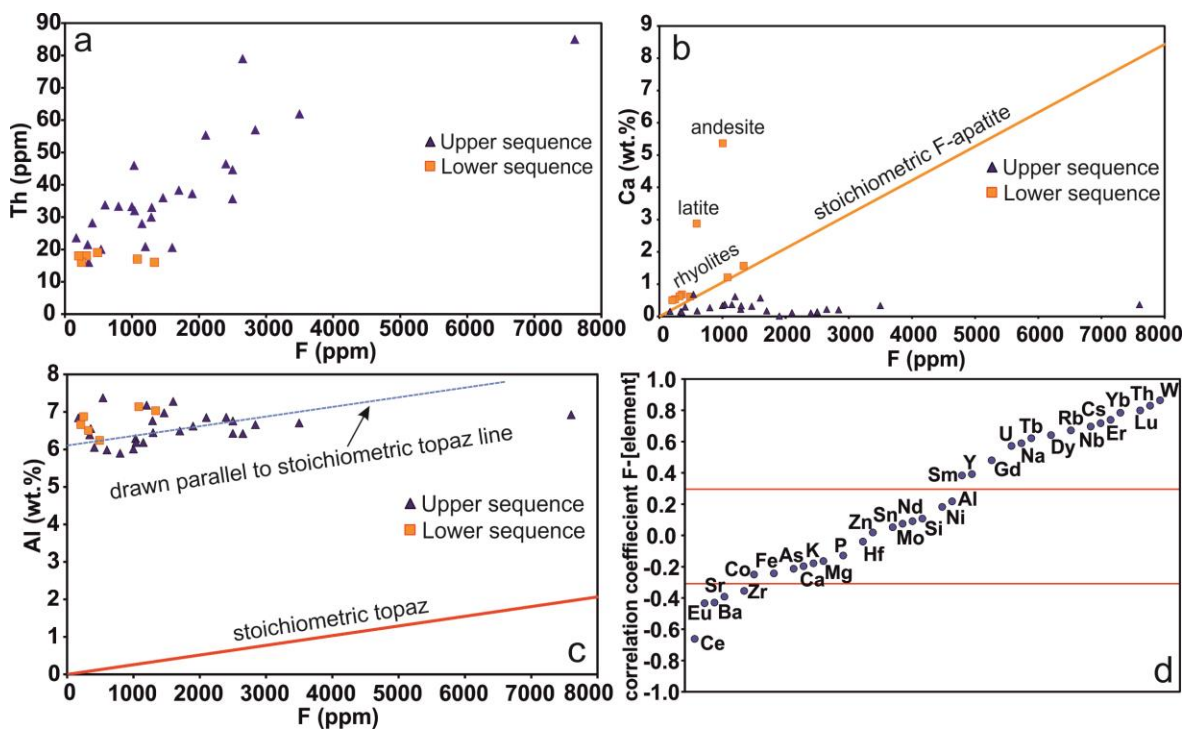 a
90
80
70
60
50
40
30
20
10
0
Th (ppm)
Upper sequence
Lower sequence
0 1000 2000 3000 4000 5000 6000 7000 8000
F (ppm)
b
9
8
7
6
5
4
3
2
1
0
Ca (wt.%)
andesite
latite
rhyolites
stoichiometric F-apatite
Upper sequence
Lower sequence
0 1000 2000 3000 4000 5000 6000 7000 8000
F (ppm)
8
7
6
5
4
3
2
1
0
Al (wt.%)
drawn parallel to stoichiometric topaz line
Upper sequence
Lower sequence
stoichiometric topaz
c
0 1000 2000 3000 4000 5000 6000 7000 8000
F (ppm)
1.0
0.8
0.6
0.4
0.2
0.0
-0.2
-0.4
-0.6
-0.8
-1.0
correlation coeffiecient F-[element]
Ce
Eu
Sr
Ba
Zr
Co
Fe
As
Ca
K
Mg
P
Hf
Zn
Sn
Mo
Nd
Si
Ni
Al
Sm
Y
Gd
U
Na
Tb
Dy
Rb
Nb
Cs
Er
Yb
Lu
Th
W
d